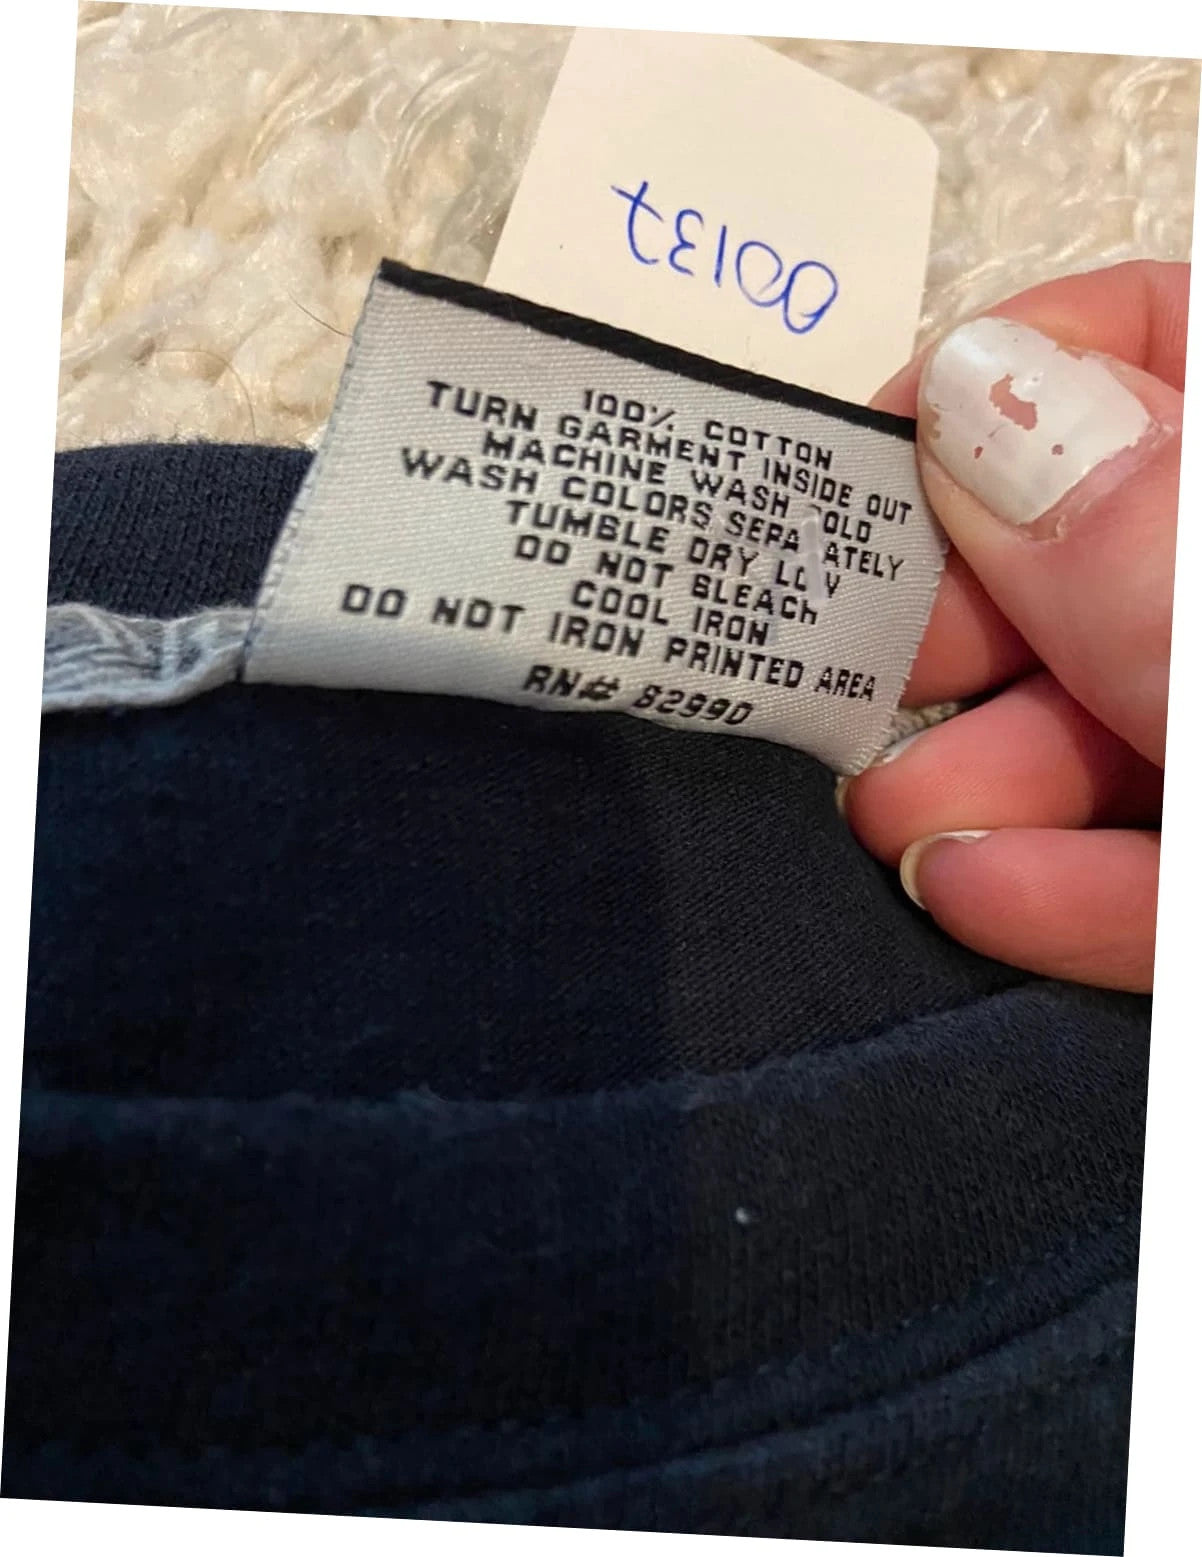 00137
100% COTTON
TURN GARMENT INSIDE OUT
MACHINE WASH COLD
WASH COLORS SEPARATELY
TUMBLE DRY LOW
DO NOT BLEACH
COOL IRON
DO NOT IRON PRINTED AREA
RN# 82990